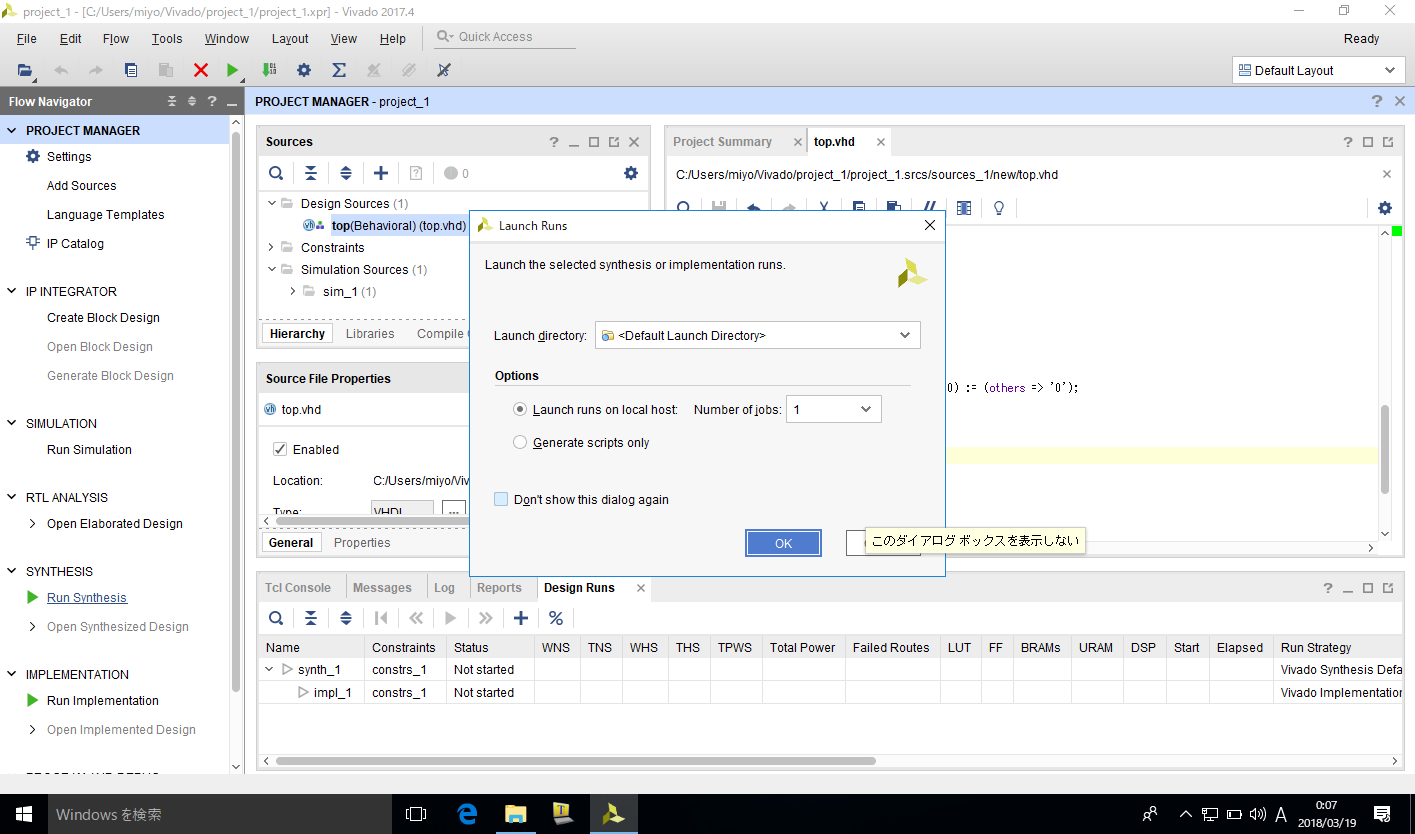 project_1 - [C:/Users/miyo/Vivado/project_1/project_1.xpr] - Vivado 2017.4
File Edit Flow Tools Window Layout View Help Quick Access Ready
Default Layout
Flow Navigator
PROJECT MANAGER - project_1
PROJECT MANAGER
Settings
Add Sources
Language Templates
IP Catalog
IP INTEGRATOR
Create Block Design
Open Block Design
Generate Block Design
SIMULATION
Run Simulation
RTL ANALYSIS
Open Elaborated Design
SYNTHESIS
Run Synthesis
Open Synthesized Design
IMPLEMENTATION
Run Implementation
Open Implemented Design
Sources
0
Design Sources (1)
top(Behavioral) (top.vhd)
Constraints
Simulation Sources (1)
sim_1 (1)
Hierarchy Libraries Compile
Source File Properties
top.vhd
Enabled
Location: C:/Users/miyo/Viv
Type: VHDL ...
General Properties
Project Summary top.vhd
C:/Users/miyo/Vivado/project_1/project_1.srcs/sources_1/new/top.vhd
0) := (others => '0');
Launch Runs
Launch the selected synthesis or implementation runs.
Launch directory: <Default Launch Directory>
Options
Launch runs on local host: Number of jobs: 1
Generate scripts only
Don't show this dialog again
OK
このダイアログ ボックスを表示しない
Tcl Console Messages Log Reports Design Runs
Name Constraints Status WNS TNS WHS THS TPWS Total Power Failed Routes LUT FF BRAMs URAM DSP Start Elapsed Run Strategy
synth_1 constrs_1 Not started Vivado Synthesis Defa
impl_1 constrs_1 Not started Vivado Implementation
Windows を検索
A
0:07
2018/03/19